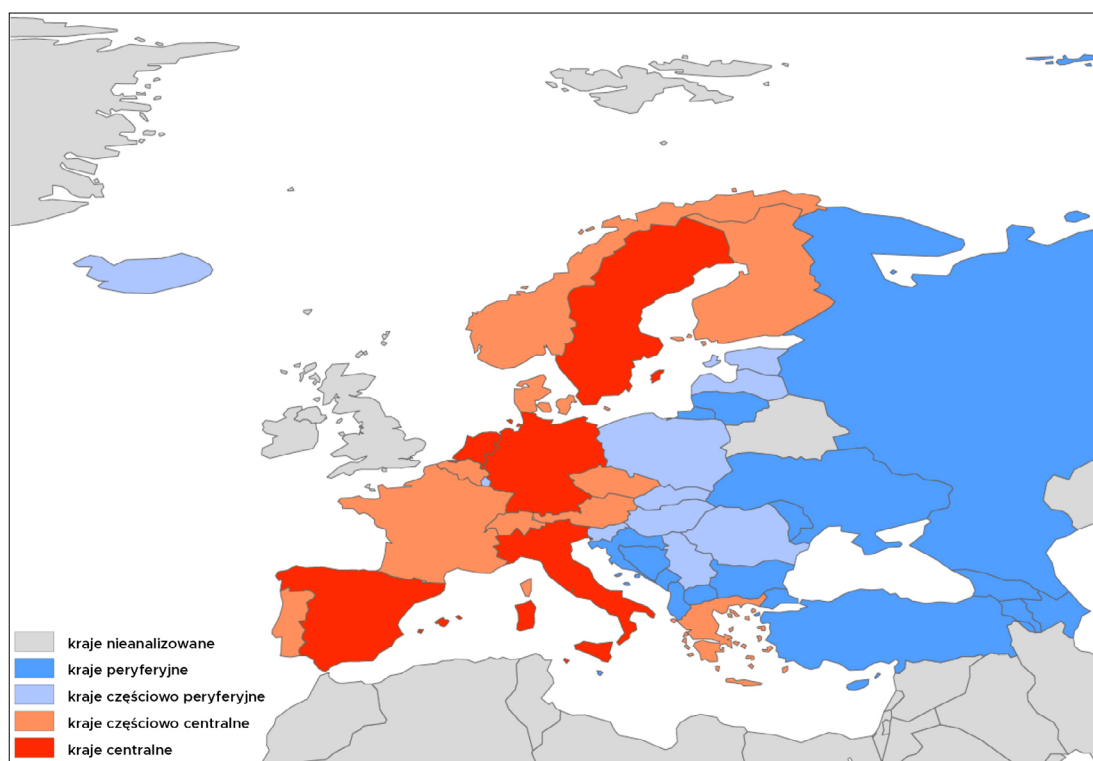 kraje nieanalizowane
kraje peryferyjne
kraje częściowo peryferyjne
kraje częściowo centralne
kraje centralne